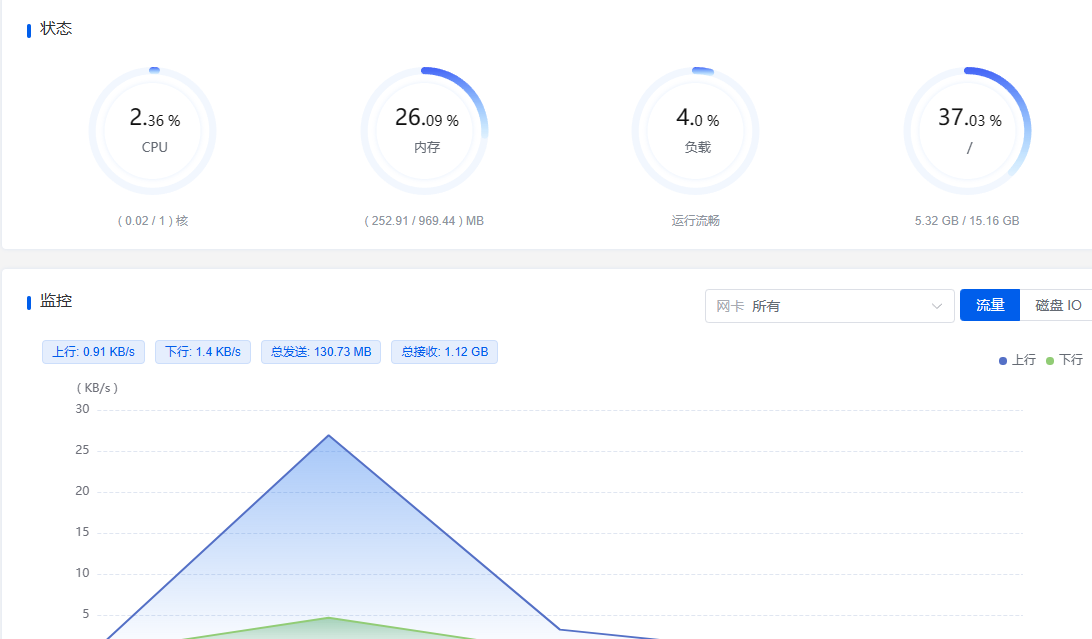 状态
2.36 %
CPU
( 0.02 / 1 ) 核
26.09 %
内存
( 252.91 / 969.44 ) MB
4.0 %
负载
运行流畅
37.03 %
/
5.32 GB / 15.16 GB
监控
网卡 所有
流量
磁盘 IO
上行: 0.91 KB/s
下行: 1.4 KB/s
总发送: 130.73 MB
总接收: 1.12 GB
上行
下行
( KB/s )
30
25
20
15
10
5